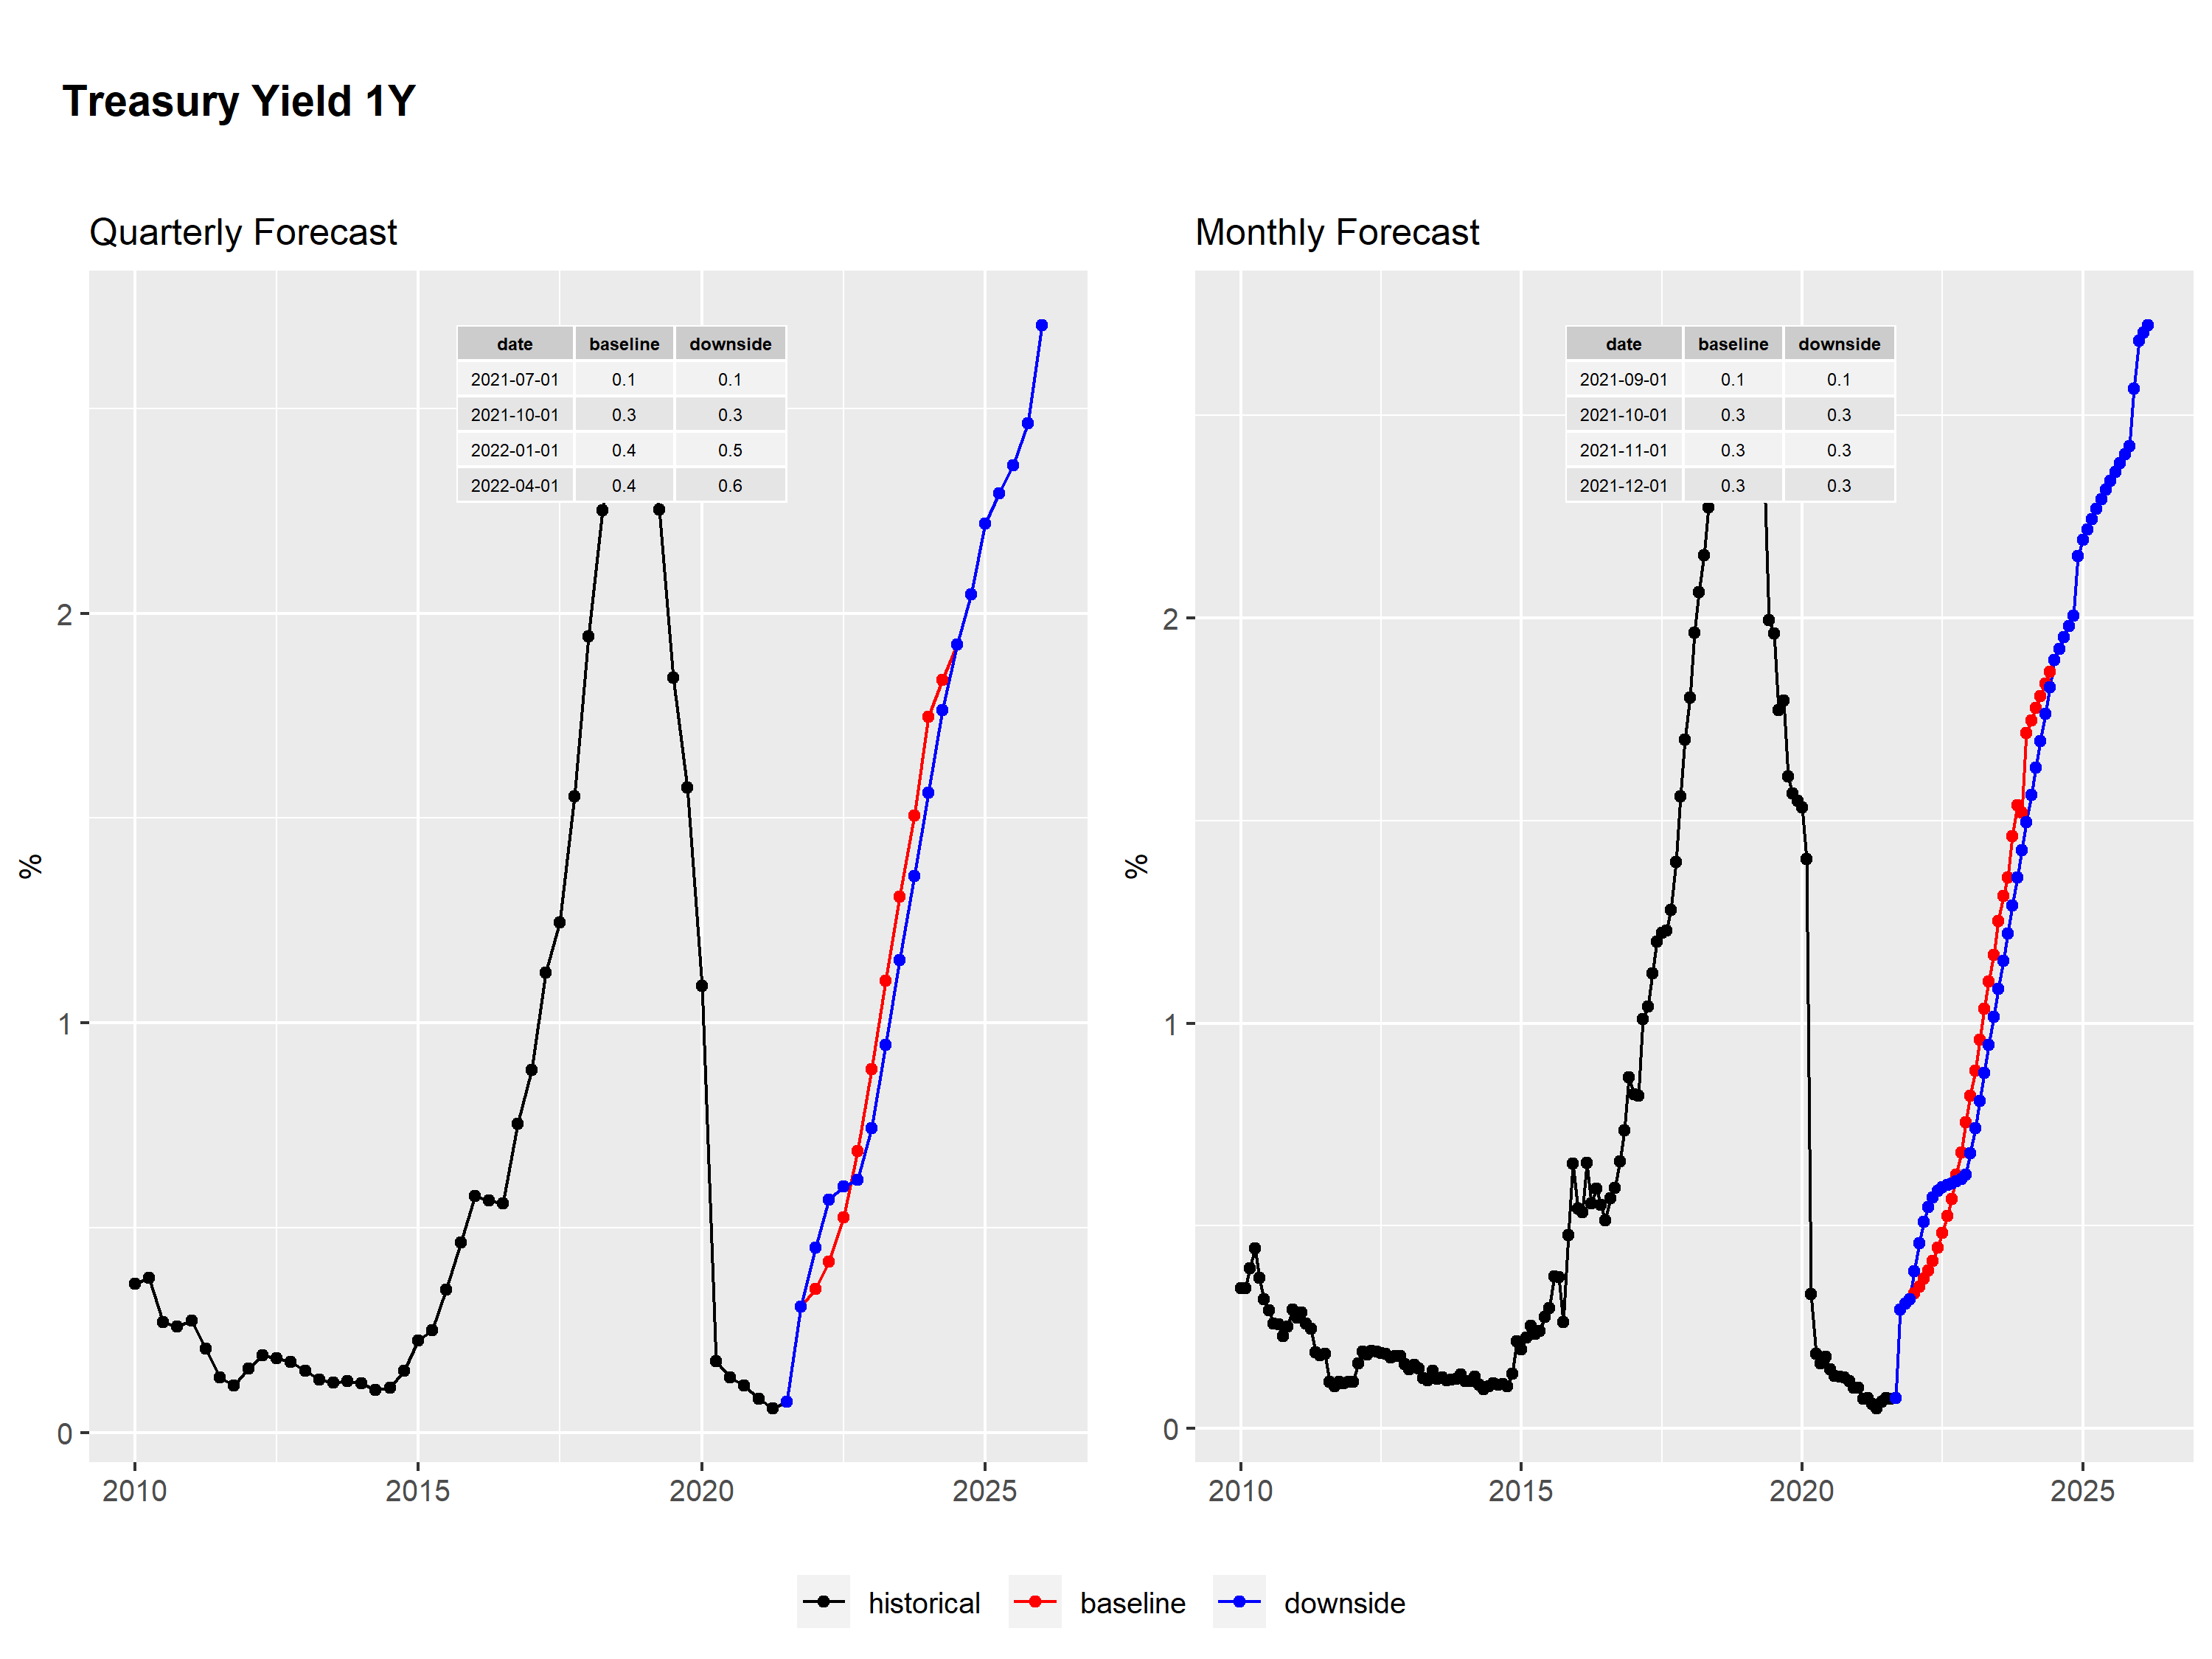 Treasury Yield 1Y
Quarterly Forecast
date baseline downside
2021-07-01 0.1 0.1
2021-10-01 0.3 0.3
2022-01-01 0.4 0.5
2022-04-01 0.4 0.6
2
1
0
%
2010 2015 2020 2025
Monthly Forecast
date baseline downside
2021-09-01 0.1 0.1
2021-10-01 0.3 0.3
2021-11-01 0.3 0.3
2021-12-01 0.3 0.3
2
1
0
%
2010 2015 2020 2025
historical baseline downside